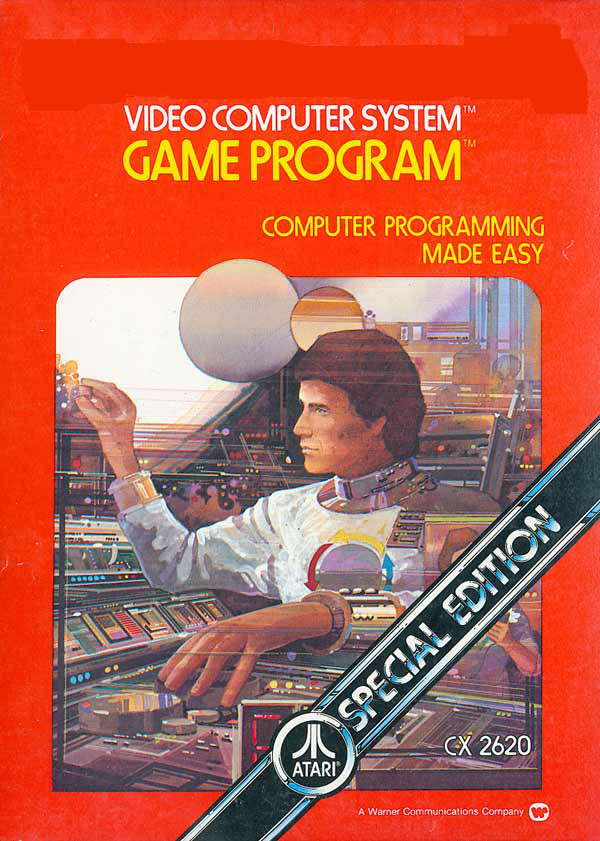 VIDEO COMPUTER SYSTEM™
GAME PROGRAM™
COMPUTER PROGRAMMING
MADE EASY
SPECIAL EDITION
ATARI®
CX 2620
A Warner Communications Company